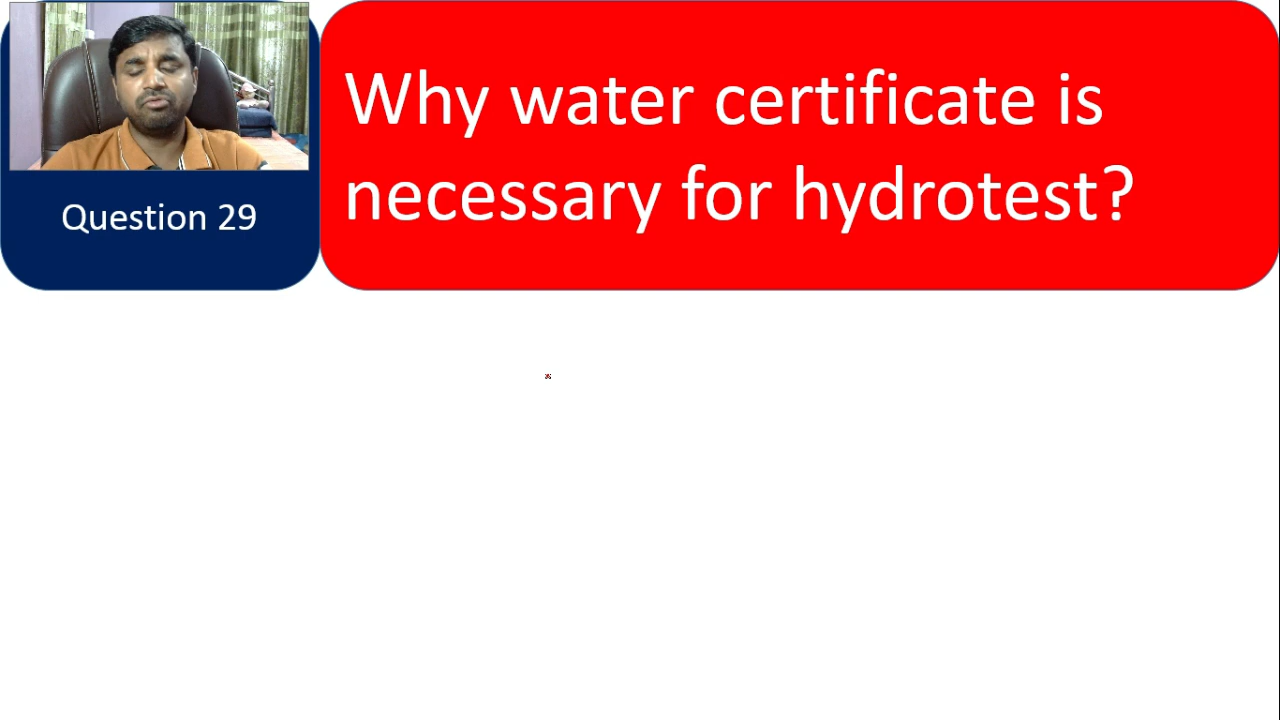 Question 29
Why water certificate is
necessary for hydrotest?